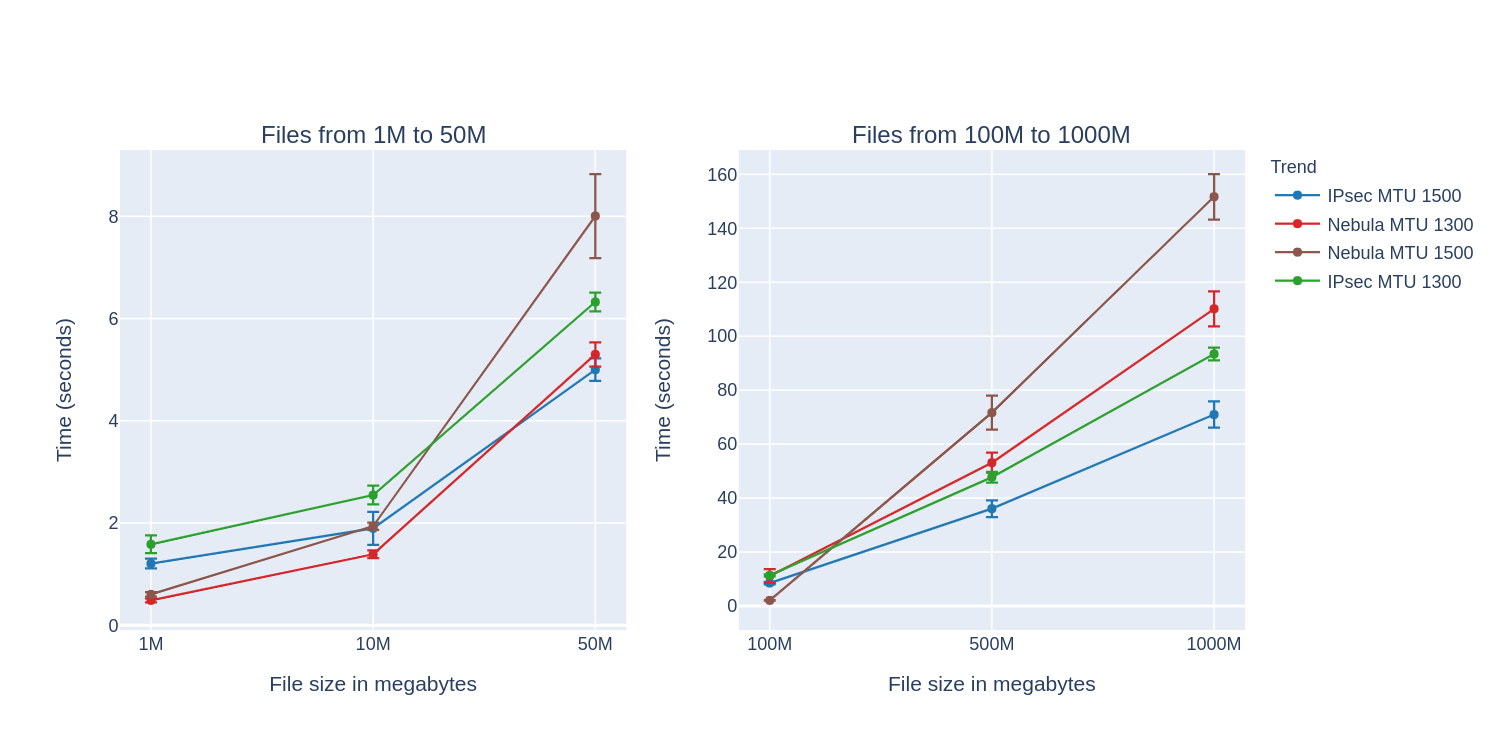 Files from 1M to 50M
Time (seconds)
8
6
4
2
0
1M
10M
50M
File size in megabytes
Files from 100M to 1000M
Time (seconds)
160
140
120
100
80
60
40
20
0
100M
500M
1000M
File size in megabytes
Trend
IPsec MTU 1500
Nebula MTU 1300
Nebula MTU 1500
IPsec MTU 1300